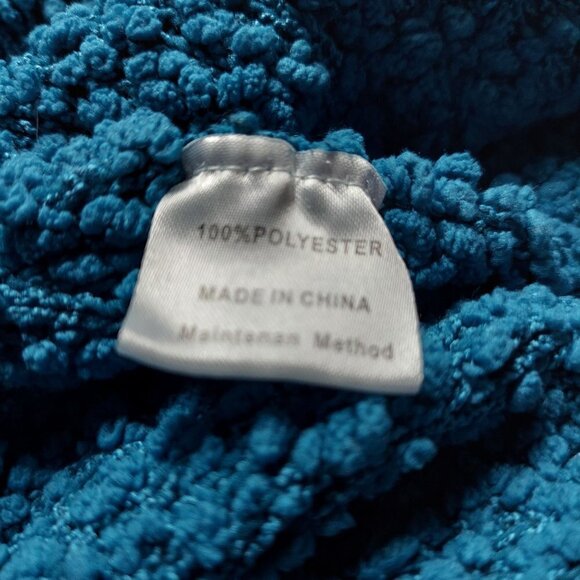 100%POLYESTER
MADE IN CHINA
Maintenan Method